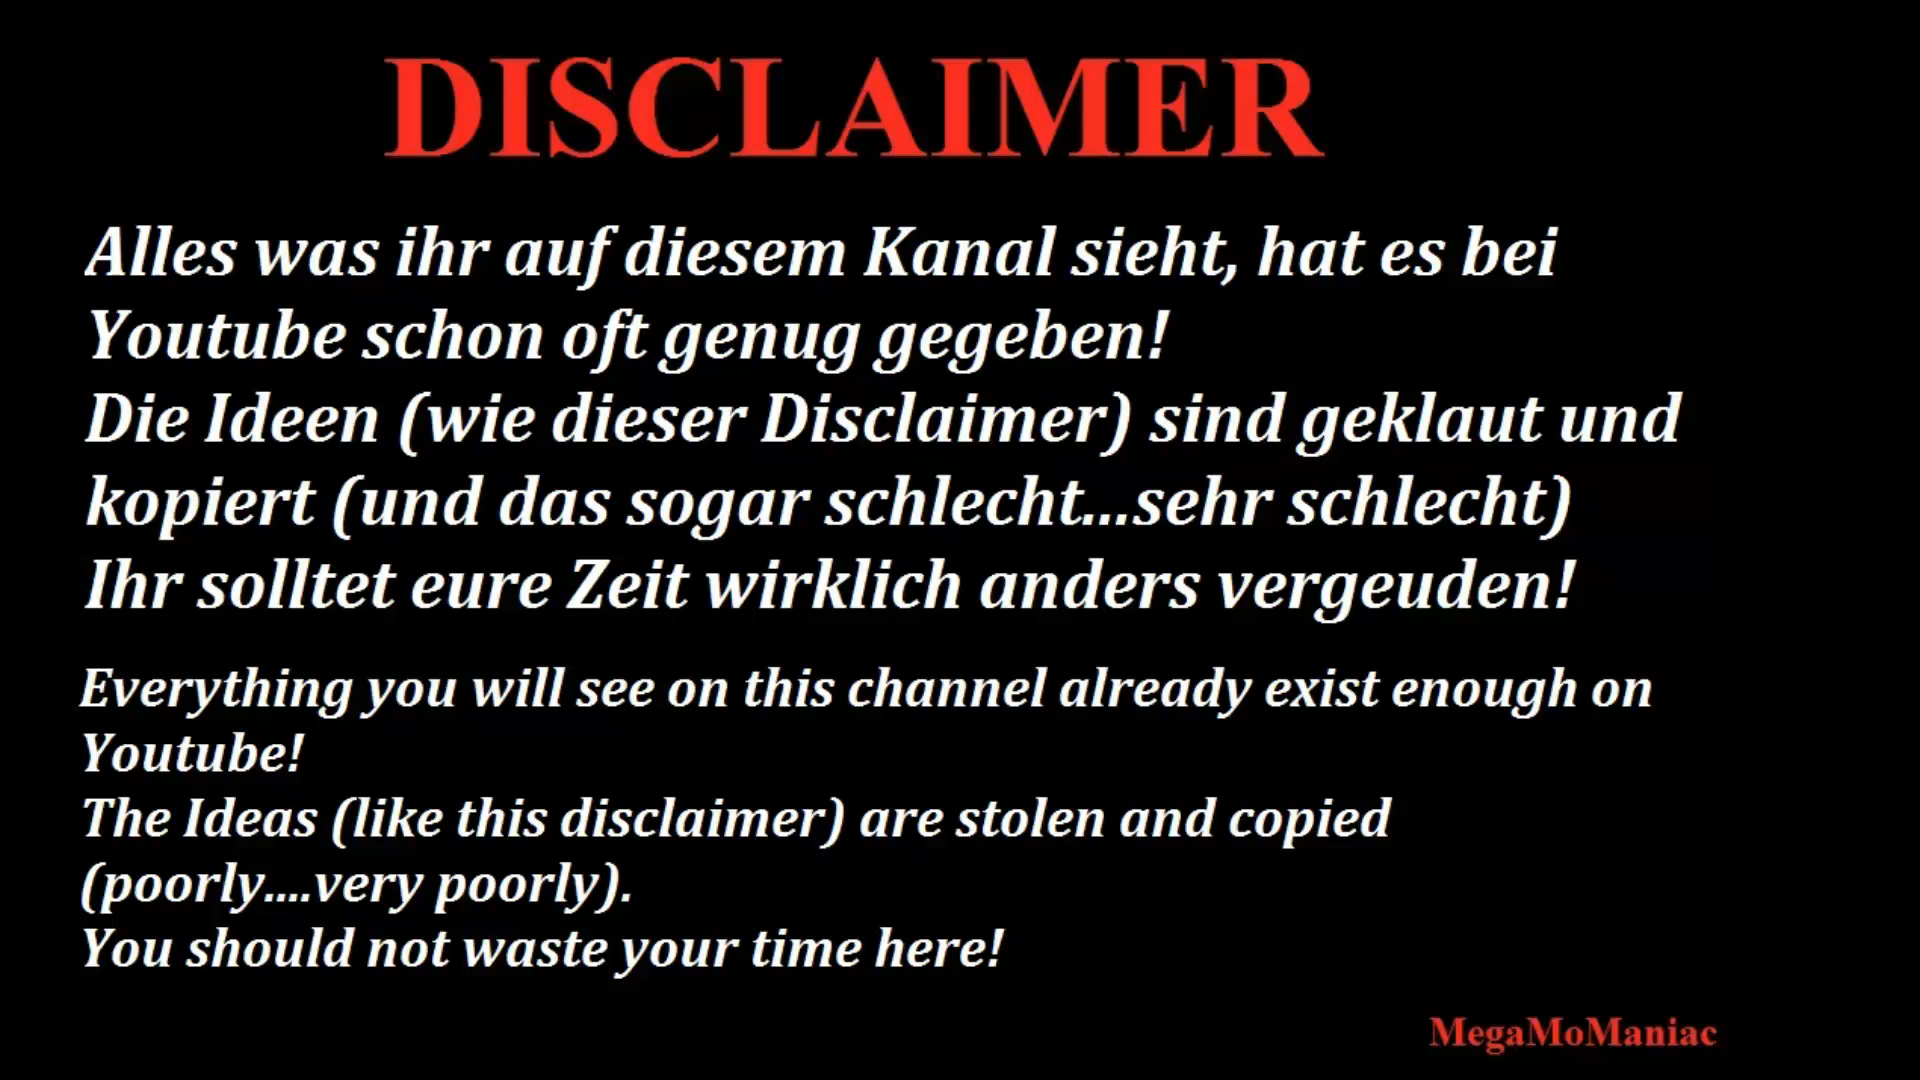 DISCLAIMER
Alles was ihr auf diesem Kanal sieht, hat es bei
Youtube schon oft genug gegeben!
Die Ideen (wie dieser Disclaimer) sind geklaut und
kopiert (und das sogar schlecht...sehr schlecht)
Ihr solltet eure Zeit wirklich anders vergeuden!
Everything you will see on this channel already exist enough on
Youtube!
The Ideas (like this disclaimer) are stolen and copied
(poorly....very poorly).
You should not waste your time here!
MegaMoManiac